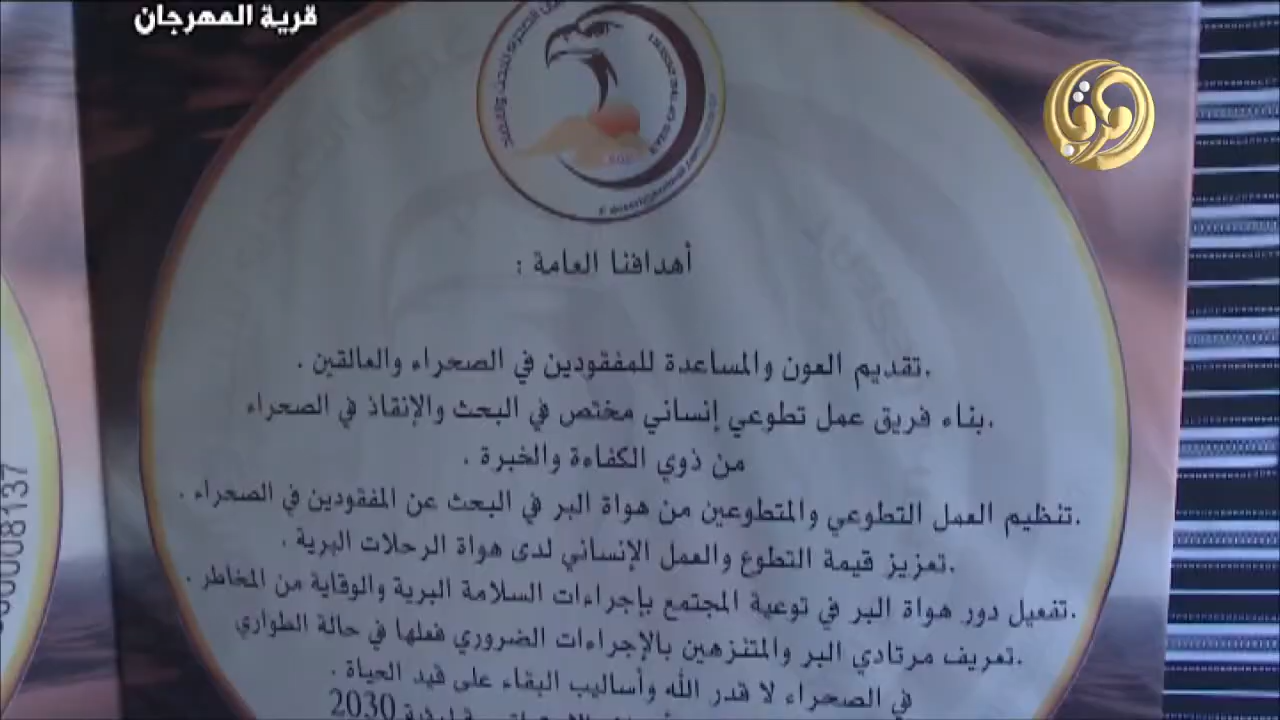 قرية المهرجان
أهدافنا العامة :
.تقديم العون والمساعدة للمفقودين في الصحراء والعالقين .
.بناء فريق عمل تطوعي إنساني مختص في البحث والإنقاذ في الصحراء
من ذوي الكفاءة والخبرة .
.تنظيم العمل التطوعي والمتطوعين من هواة البر في البحث عن المفقودين في الصحراء .
.تعزيز قيمة التطوع والعمل الإنساني لدى هواة الرحلات البرية .
.تفعيل دور هواة البر في توعية المجتمع بإجراءات السلامة البرية والوقاية من المخاطر .
.تعريف مرتادي البر والمتنزهين بالإجراءات الضروري فعلها في حالة الطواري
في الصحراء لا قدر الله وأساليب البقاء على قيد الحياة .
2030